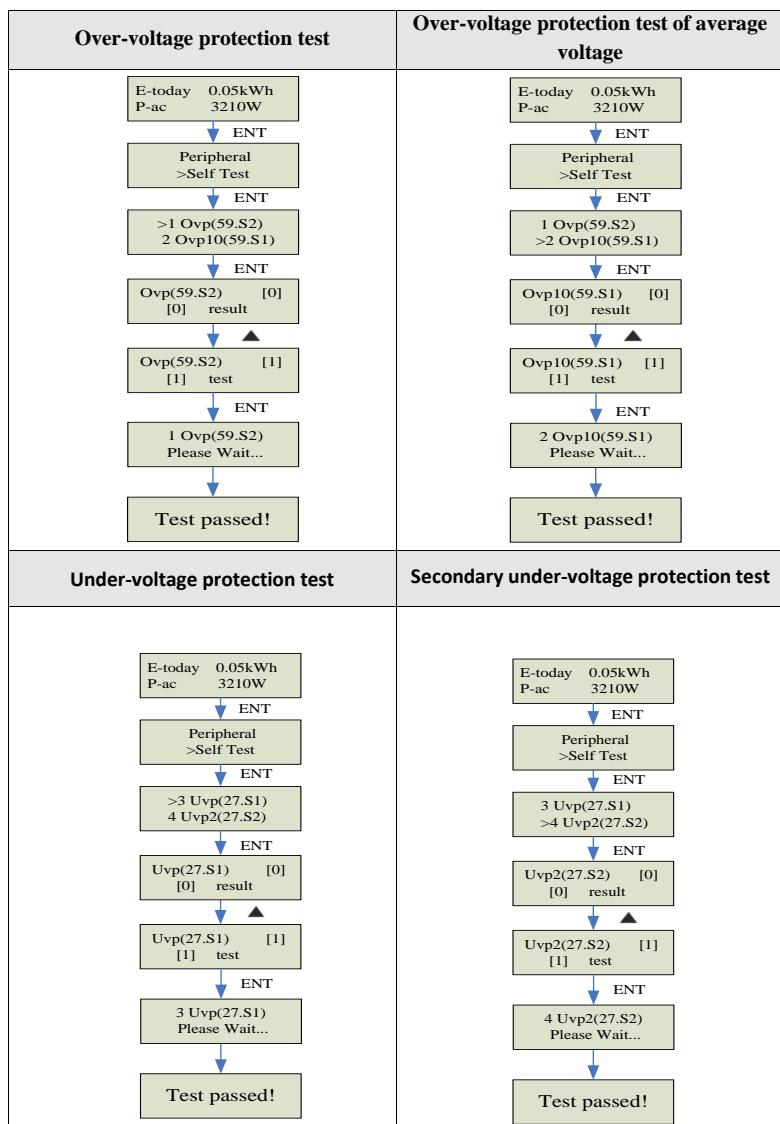 Over-voltage protection test
E-today 0.05kWh
P-ac 3210W
ENT
Peripheral
>Self Test
ENT
>1 Ovp(59.S2)
2 Ovp10(59.S1)
ENT
Ovp(59.S2) [0]
[0] result
Ovp(59.S2) [1]
[1] test
ENT
1 Ovp(59.S2)
Please Wait...
Test passed!
Over-voltage protection test of average
voltage
E-today 0.05kWh
P-ac 3210W
ENT
Peripheral
>Self Test
ENT
1 Ovp(59.S2)
>2 Ovp10(59.S1)
ENT
Ovp10(59.S1) [0]
[0] result
Ovp10(59.S1) [1]
[1] test
ENT
2 Ovp10(59.S1)
Please Wait...
Test passed!
Under-voltage protection test
E-today 0.05kWh
P-ac 3210W
ENT
Peripheral
>Self Test
ENT
>3 Uvp(27.S1)
4 Uvp2(27.S2)
ENT
Uvp(27.S1) [0]
[0] result
Uvp(27.S1) [1]
[1] test
ENT
3 Uvp(27.S1)
Please Wait...
Test passed!
Secondary under-voltage protection test
E-today 0.05kWh
P-ac 3210W
ENT
Peripheral
>Self Test
ENT
3 Uvp(27.S1)
>4 Uvp2(27.S2)
ENT
Uvp2(27.S2) [0]
[0] result
Uvp2(27.S2) [1]
[1] test
ENT
4 Uvp2(27.S2)
Please Wait...
Test passed!